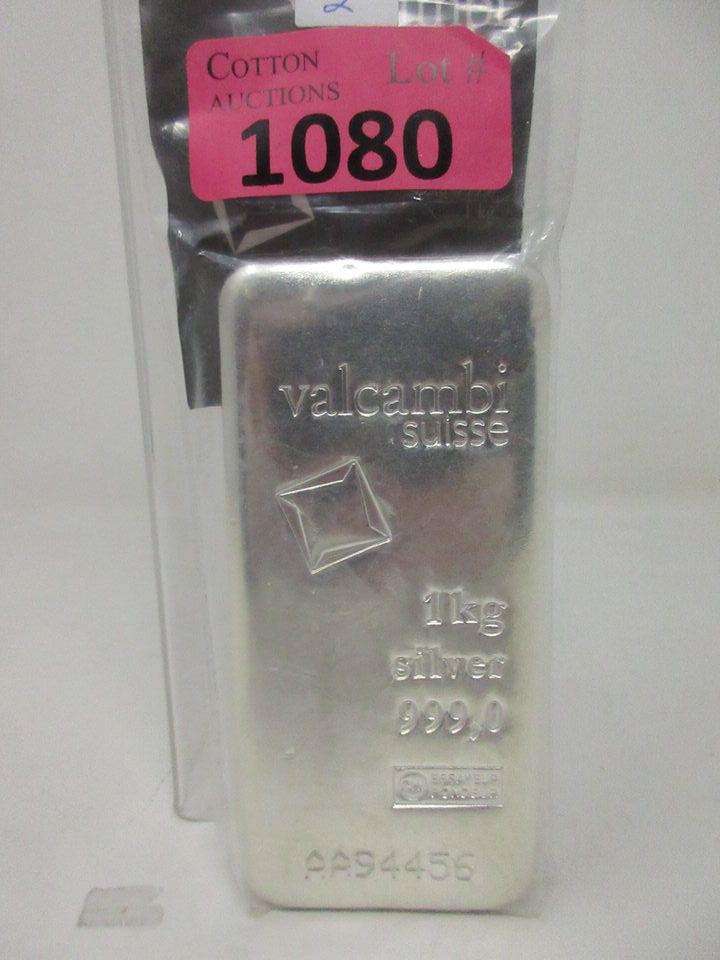 COTTON Lot #
AUCTIONS
1080
valcambi
suisse
1kg
silver
999,0
ESSAYEUR
FONDEUR
AA94456